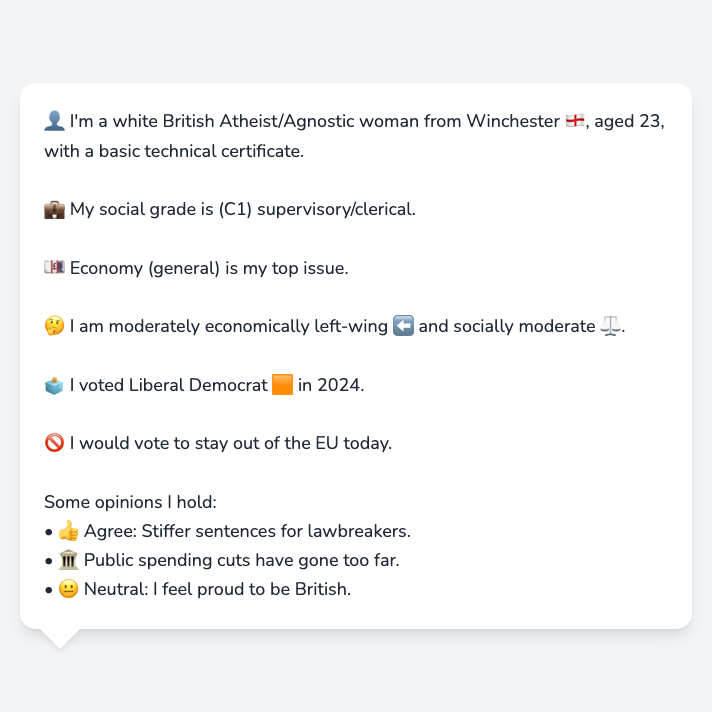 👤 I'm a white British Atheist/Agnostic woman from Winchester 🏴󠁧󠁢󠁥󠁮󠁧󠁿, aged 23,
with a basic technical certificate.
💼 My social grade is (C1) supervisory/clerical.
💷 Economy (general) is my top issue.
🤔 I am moderately economically left-wing ⬅️ and socially moderate ⚖️.
🗳️ I voted Liberal Democrat 🟧 in 2024.
🚫 I would vote to stay out of the EU today.
Some opinions I hold:
• 👍 Agree: Stiffer sentences for lawbreakers.
• 🏛️ Public spending cuts have gone too far.
• 😐 Neutral: I feel proud to be British.